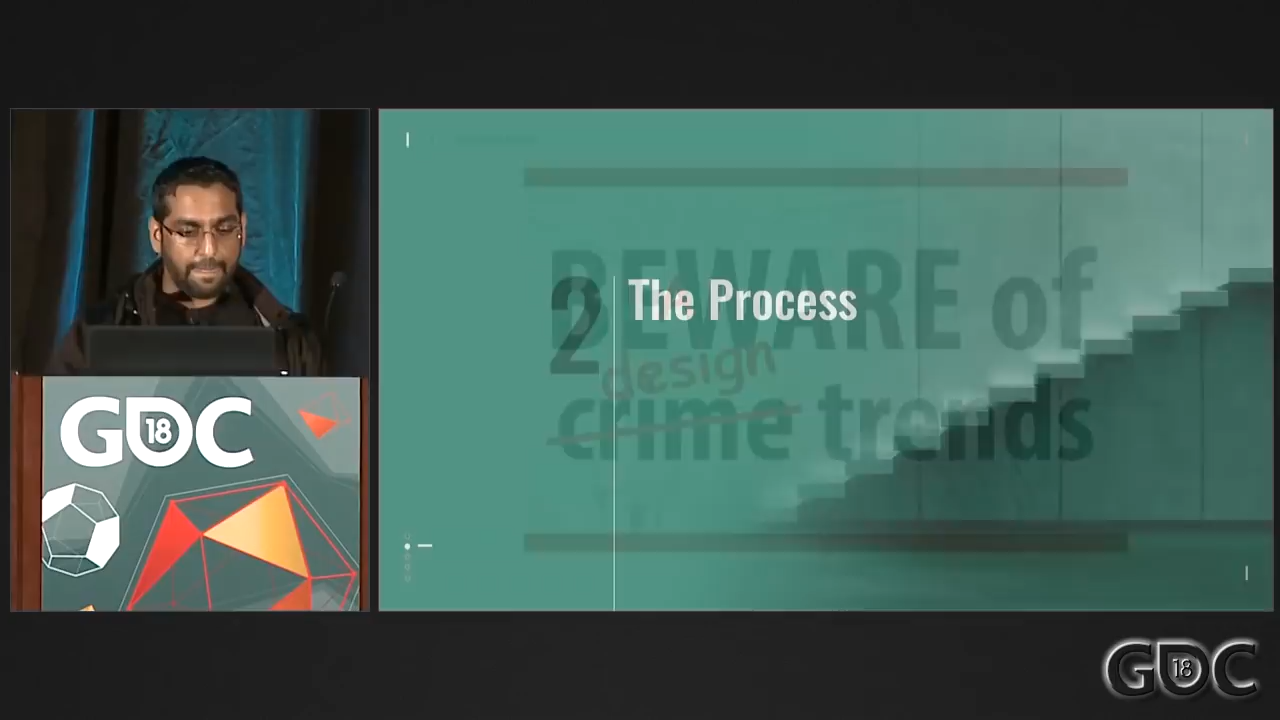 The Process
2
BEWARE of
design
crime trends
GDC
18
GDC
18